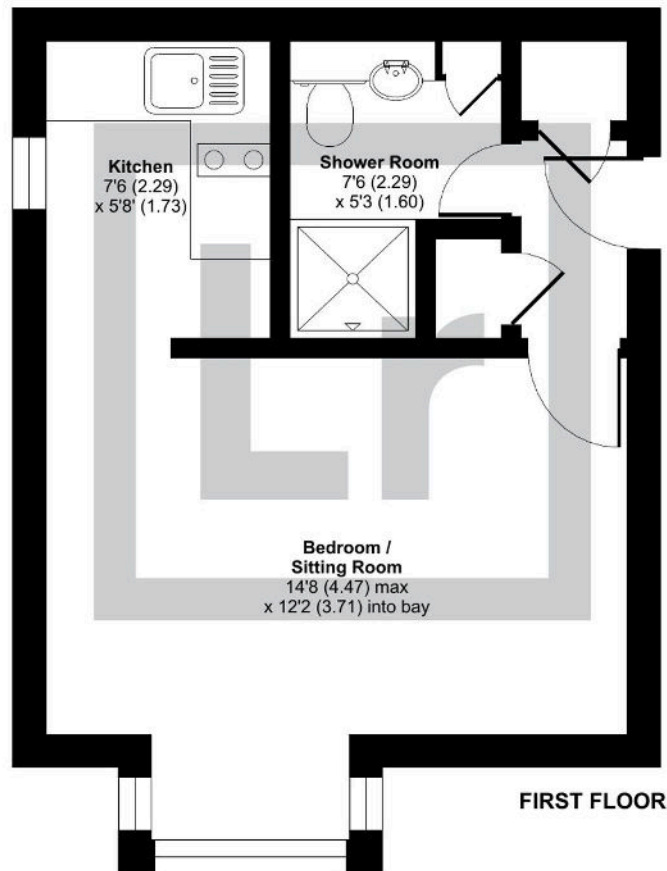 Kitchen
7'6 (2.29)
x 5'8' (1.73)
Shower Room
7'6 (2.29)
x 5'3 (1.60)
Lr
Bedroom /
Sitting Room
14'8 (4.47) max
x 12'2 (3.71) into bay
FIRST FLOOR